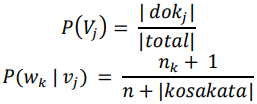 P(V_j) = |dok_j| / |total|
P(w_k | v_j) = (n_k + 1) / (n + |kosakata|)